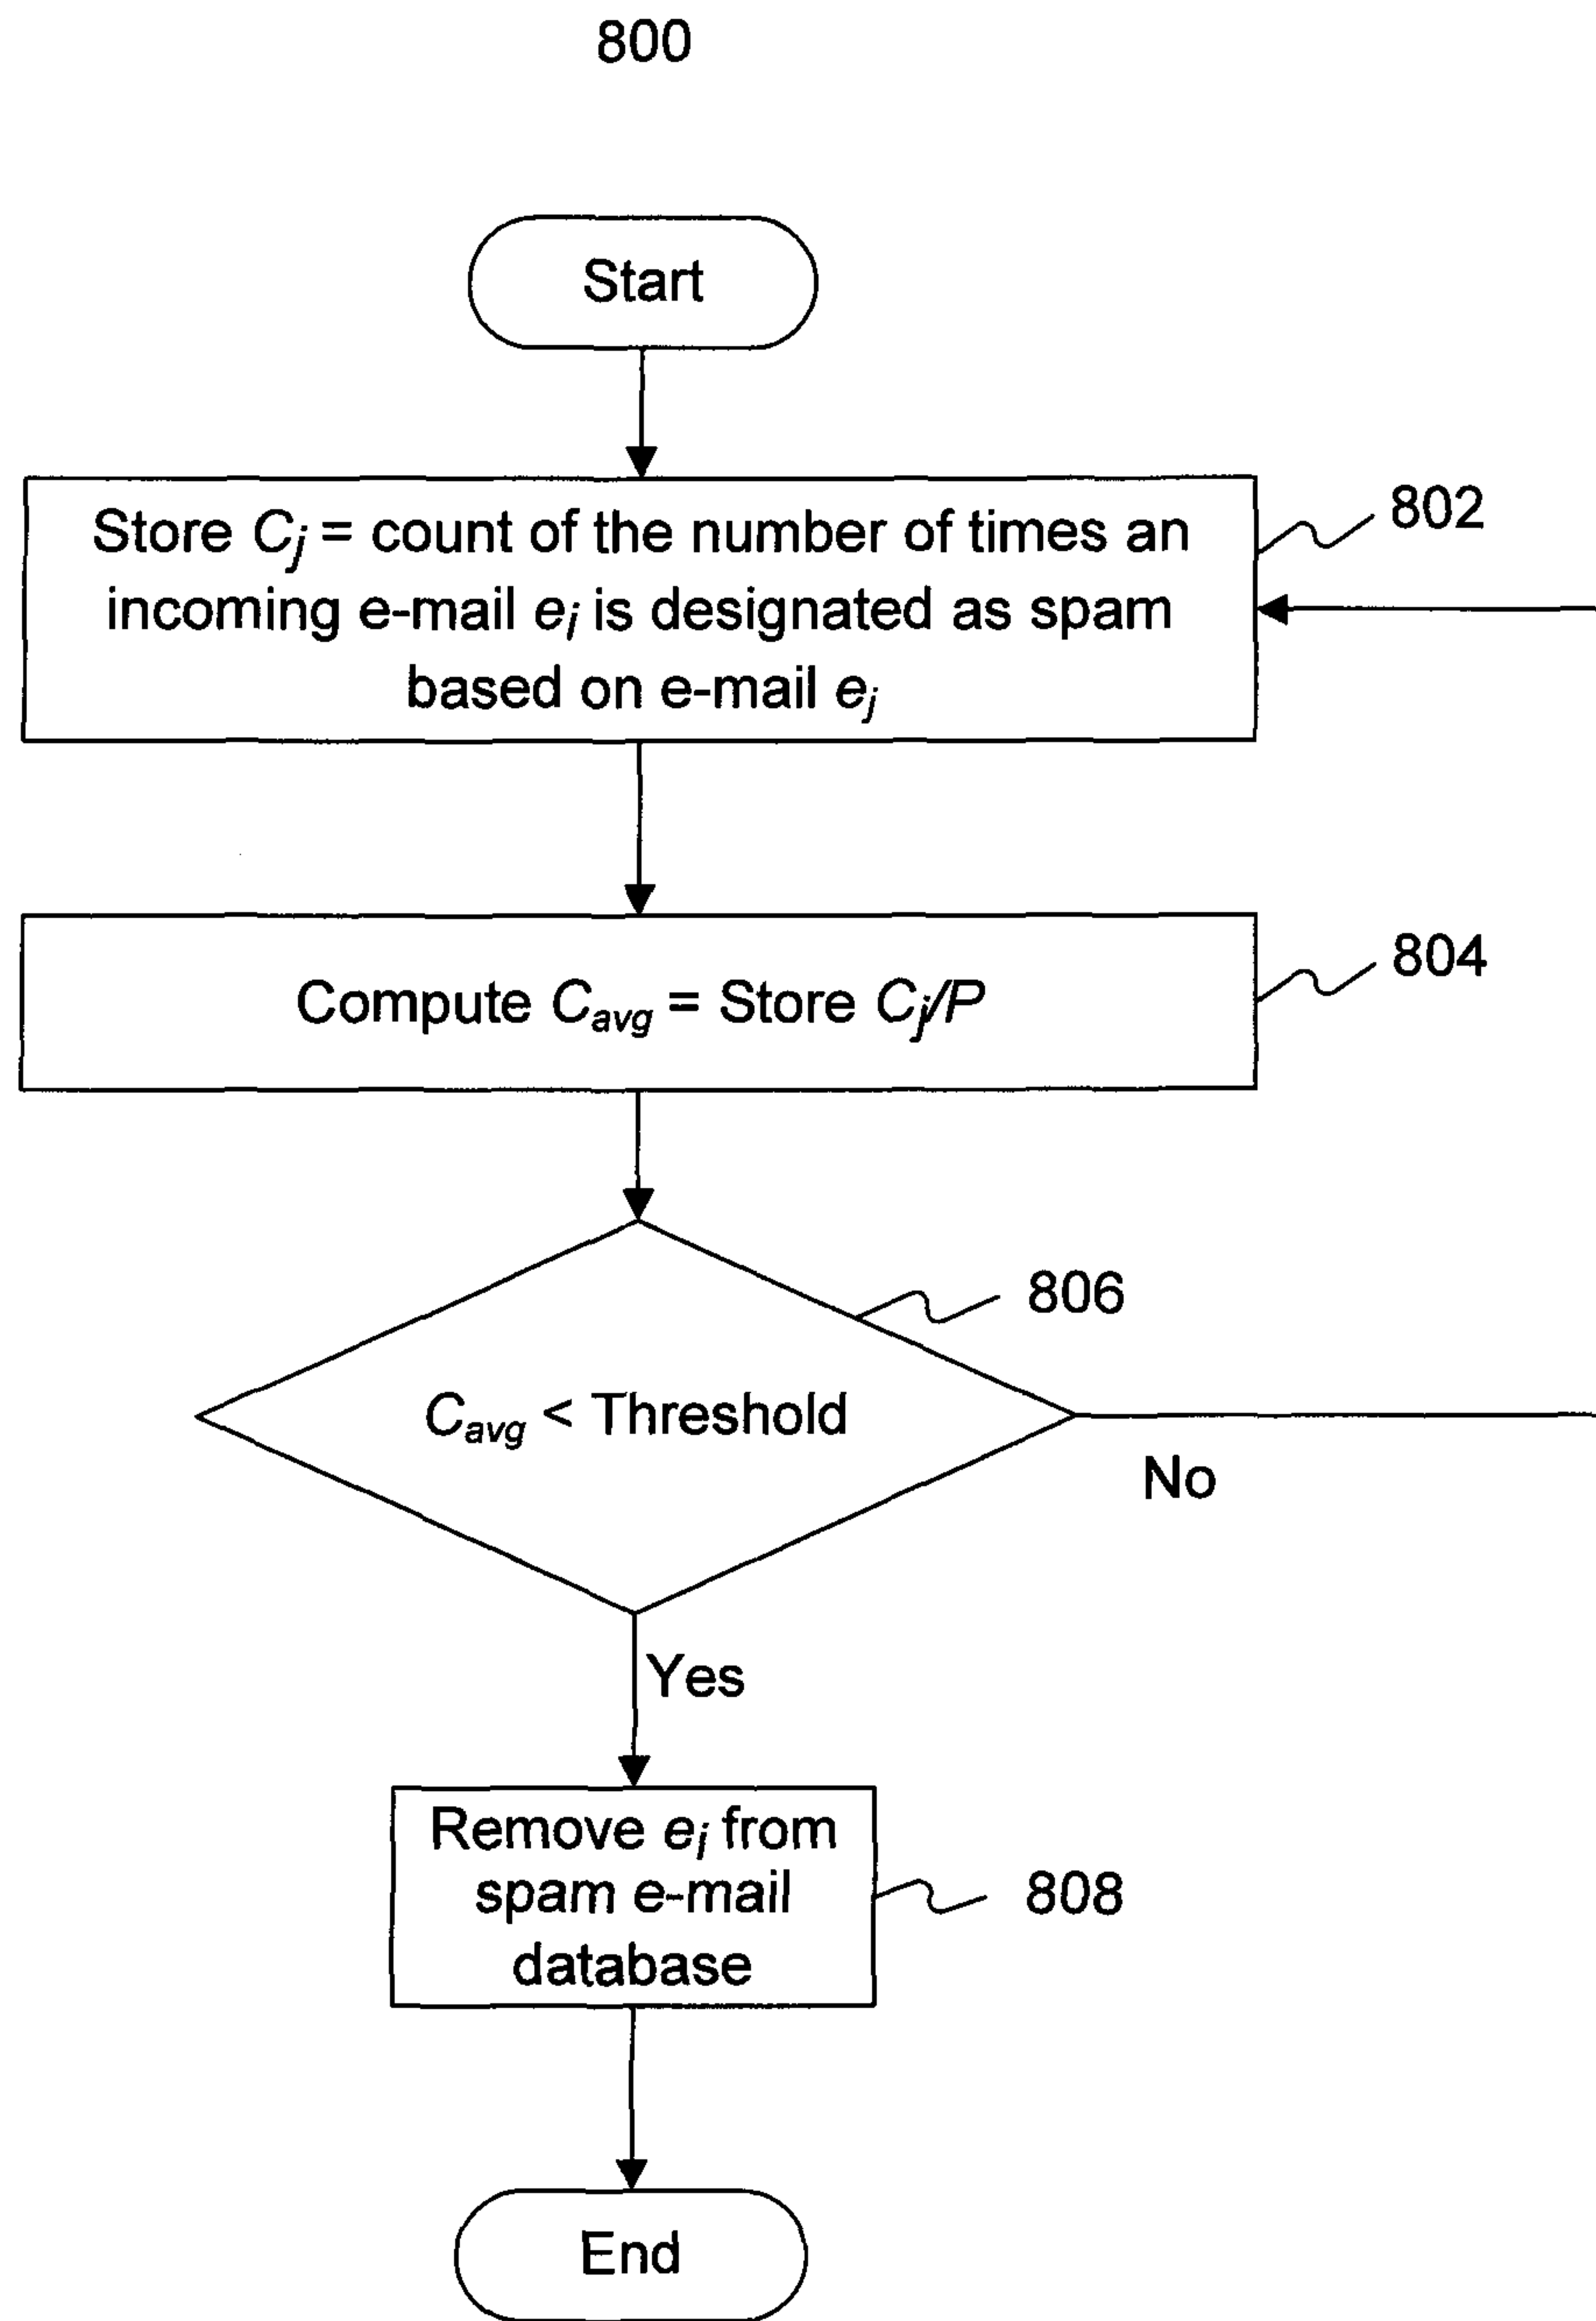 800
Start
Store Cj = count of the number of times an
incoming e-mail ei is designated as spam
based on e-mail ej
802
Compute Cavg = Store Cj/P
804
806
Cavg < Threshold
No
Yes
Remove ej from
spam e-mail
database
808
End